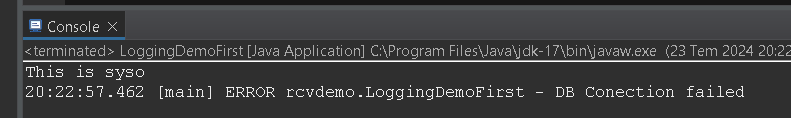 Console
<terminated> LoggingDemoFirst [Java Application] C:\Program Files\Java\jdk-17\bin\javaw.exe (23 Tem 2024 20:22
This is syso
20:22:57.462 [main] ERROR rcvdemo.LoggingDemoFirst - DB Conection failed